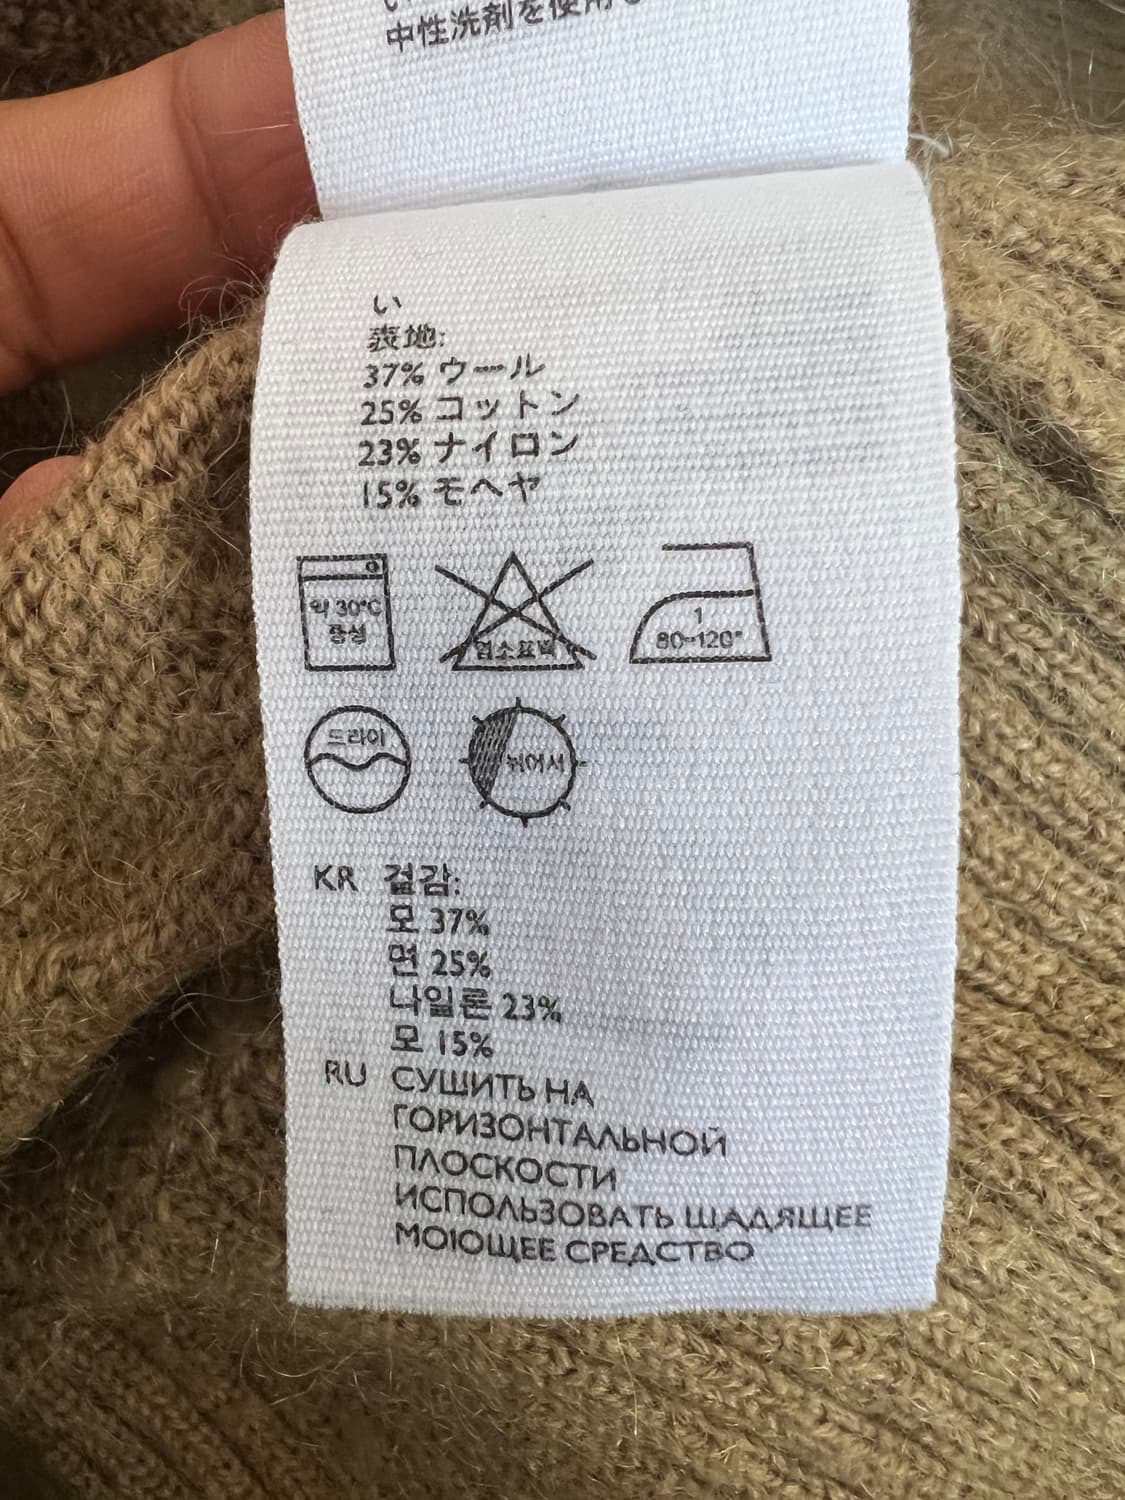 中性洗剤を使用
い
表地:
37% ウール
25% コットン
23% ナイロン
15% モヘヤ
약 30°C
중성
염소표백
1
80~120°
드라이
뉘어서
KR 겉감:
모 37%
면 25%
나일론 23%
모 15%
RU СУШИТЬ НА
ГОРИЗОНТАЛЬНОЙ
ПЛОСКОСТИ
ИСПОЛЬЗОВАТЬ ЩАДЯЩЕЕ
МОЮЩЕЕ СРЕДСТВО